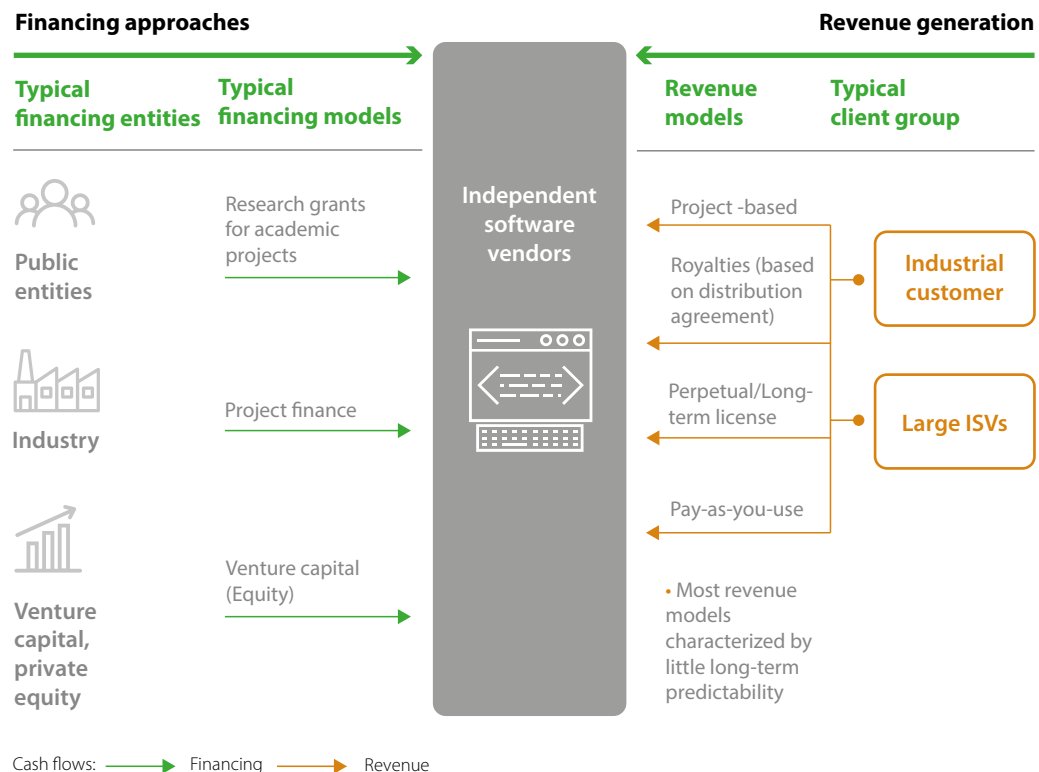 Financing approaches
Revenue generation
Typical
financing entities
Typical
financing models
Revenue
models
Typical
client group
Public
entities
Research grants
for academic
projects
Industry
Project finance
Venture
capital,
private
equity
Venture capital
(Equity)
Independent
software
vendors
Project -based
Royalties (based
on distribution
agreement)
Perpetual/Long-
term license
Pay-as-you-use
• Most revenue
models
characterized by
little long-term
predictability
Industrial
customer
Large ISVs
Cash flows: Financing Revenue